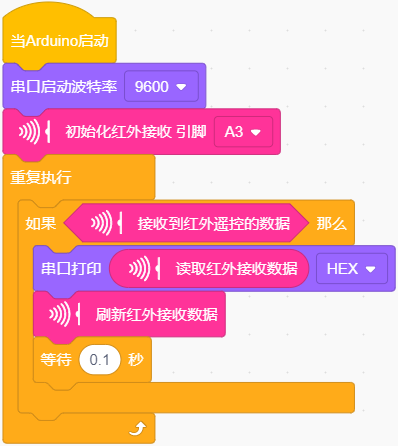 当Arduino启动
串口启动波特率 9600
初始化红外接收 引脚 A3
重复执行
如果 接收到红外遥控的数据 那么
串口打印 读取红外接收数据 HEX
刷新红外接收数据
等待 0.1 秒